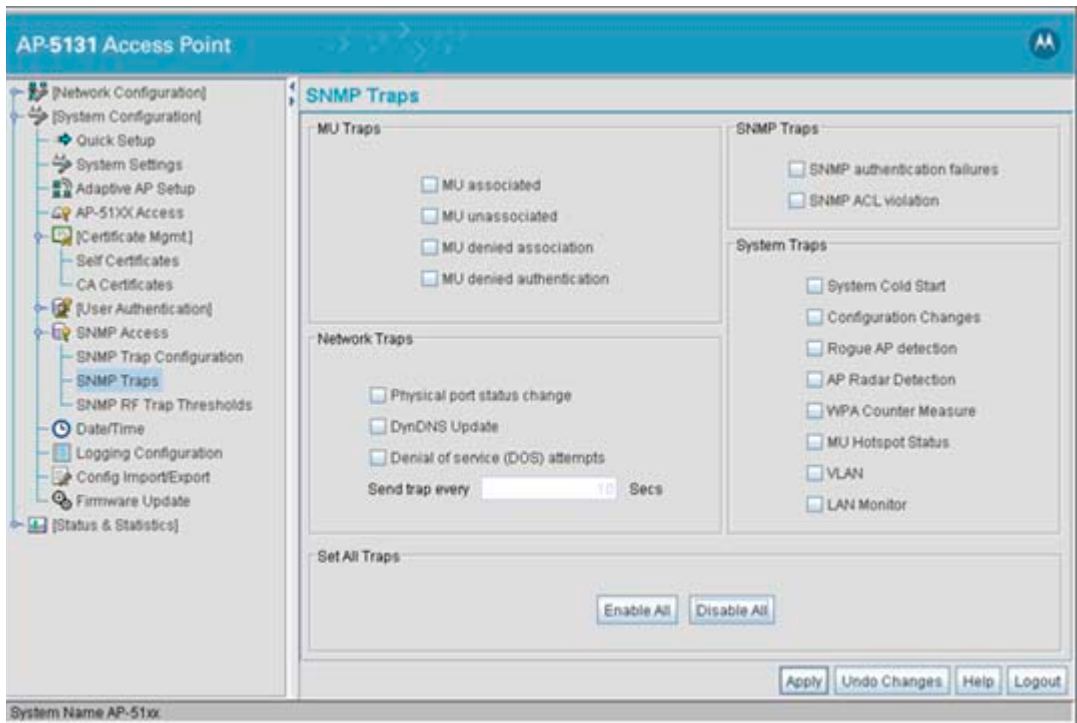 AP-5131 Access Point
[Network Configuration]
[System Configuration]
Quick Setup
System Settings
Adaptive AP Setup
AP-51XX Access
[Certificate Mgmt.]
Self Certificates
CA Certificates
[User Authentication]
SNMP Access
SNMP Trap Configuration
SNMP Traps
SNMP RF Trap Thresholds
Date/Time
Logging Configuration
Config Import/Export
Firmware Update
[Status & Statistics]
SNMP Traps
MU Traps
MU associated
MU unassociated
MU denied association
MU denied authentication
SNMP Traps
SNMP authentication failures
SNMP ACL violation
Network Traps
Physical port status change
DynDNS Update
Denial of service (DOS) attempts
Send trap every 10 Secs
System Traps
System Cold Start
Configuration Changes
Rogue AP detection
AP Radar Detection
WPA Counter Measure
MU Hotspot Status
VLAN
LAN Monitor
Set All Traps
Enable All Disable All
Apply Undo Changes Help Logout
System Name AP-51xx